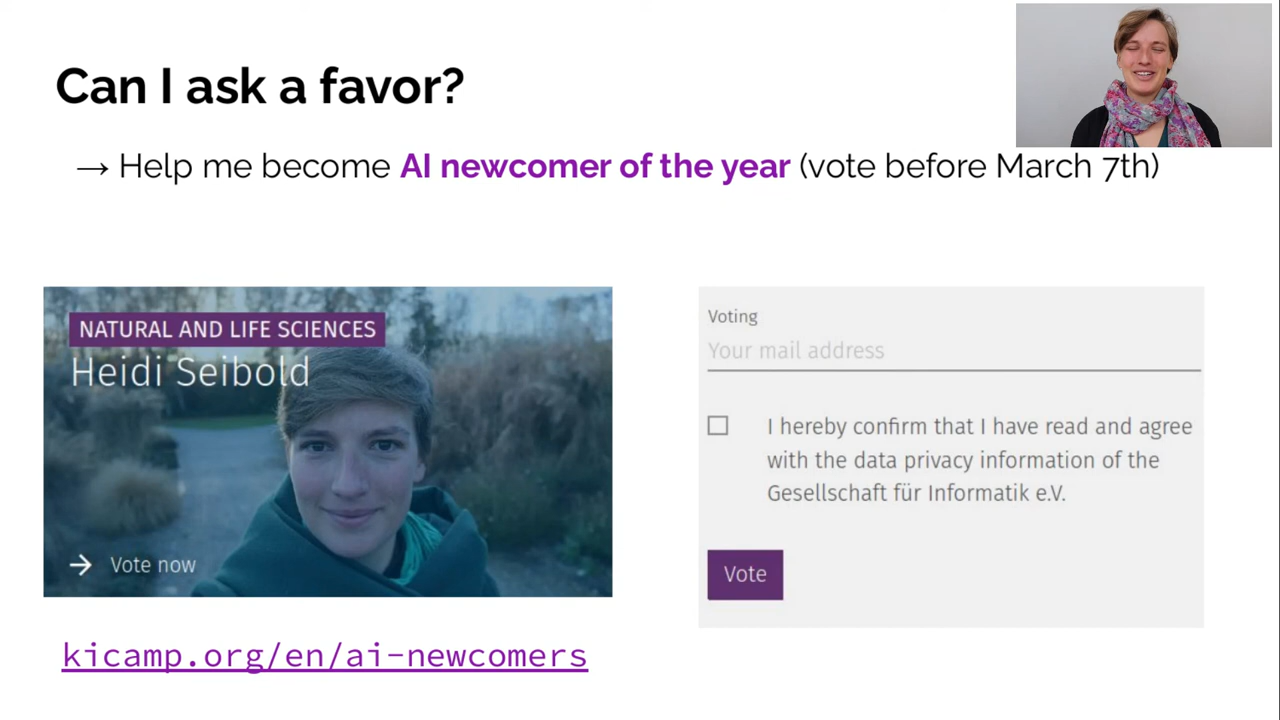 Can I ask a favor?
→ Help me become AI newcomer of the year (vote before March 7th)
NATURAL AND LIFE SCIENCES
Heidi Seibold
→ Vote now
kicamp.org/en/ai-newcomers
Voting
Your mail address
I hereby confirm that I have read and agree
with the data privacy information of the
Gesellschaft für Informatik e.V.
Vote